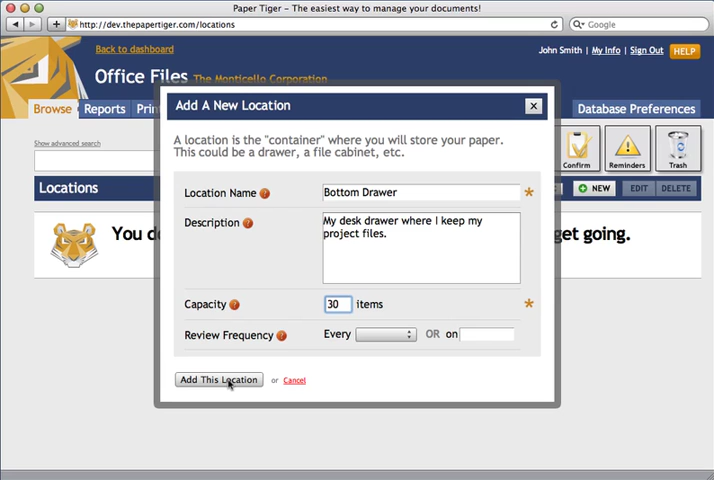 Paper Tiger – The easiest way to manage your documents!
http://dev.thepapertiger.com/locations
Google
Back to dashboard
John Smith | My Info | Sign Out
HELP
Office Files The Monticello Corporation
Browse Reports
Database Preferences
Show advanced search
Confirm Reminders Trash
Locations
NEW EDIT DELETE
You
get going.
Add A New Location
X
A location is the "container" where you will store your paper.
This could be a drawer, a file cabinet, etc.
Location Name ? Bottom Drawer *
Description ? My desk drawer where I keep my
project files.
Capacity ? 30 items *
Review Frequency ? Every OR on
Add This Location or Cancel